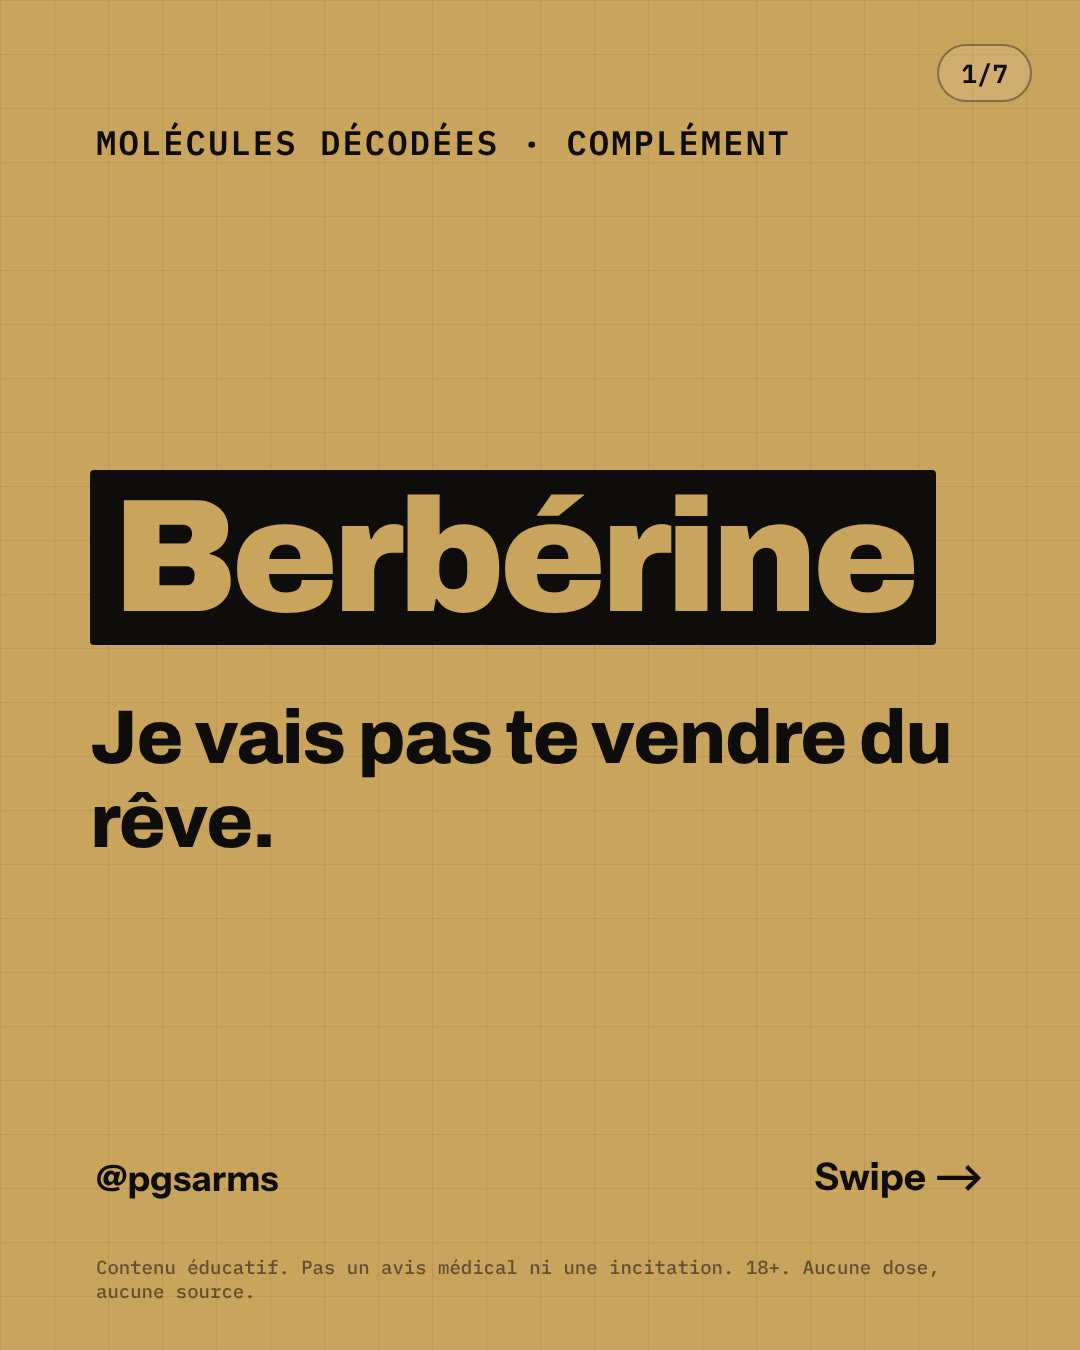 1/7
MOLÉCULES DÉCODÉES · COMPLÉMENT
Berbérine
Je vais pas te vendre du
rêve.
@pgsarms
Swipe →
Contenu éducatif. Pas un avis médical ni une incitation. 18+. Aucune dose,
aucune source.